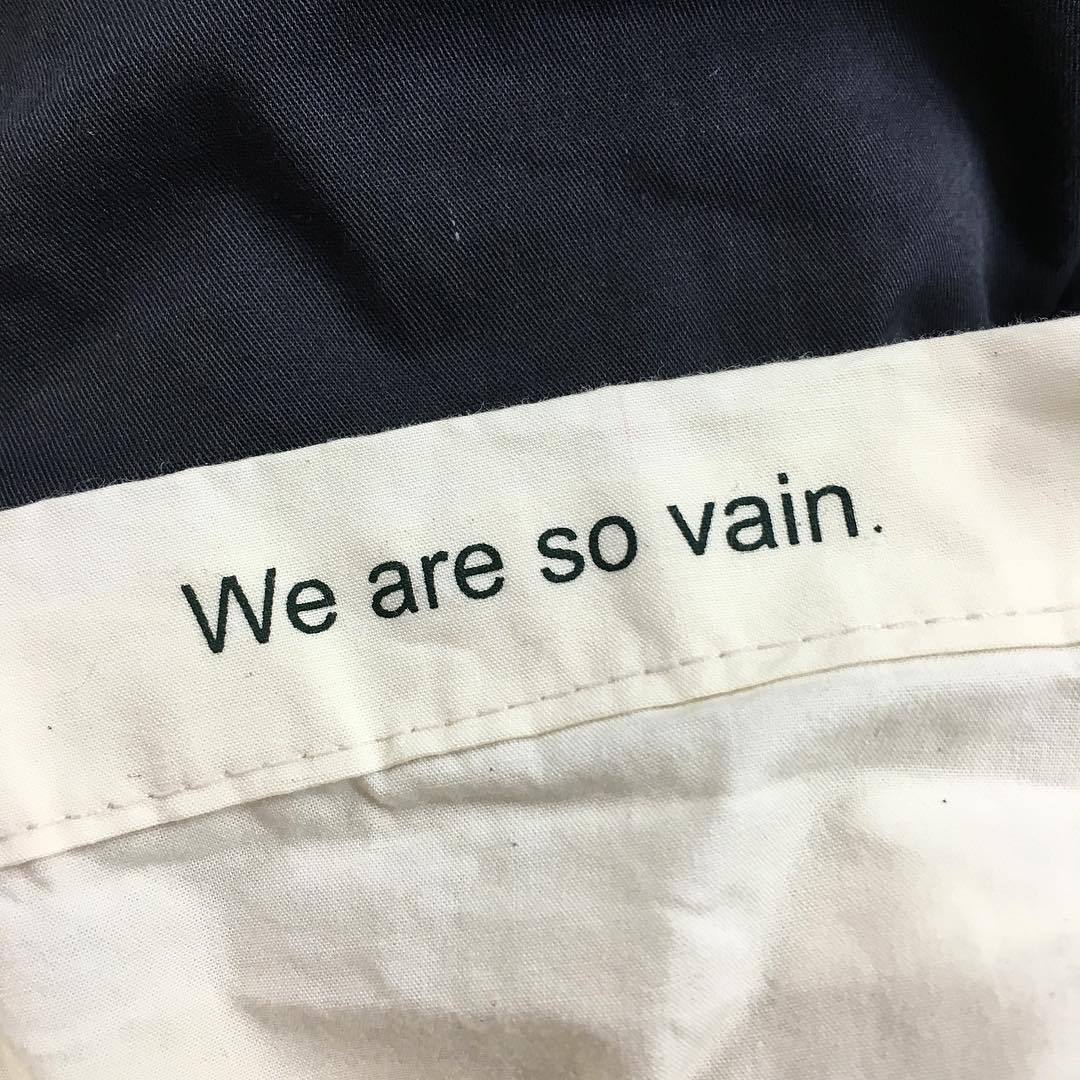 We are so vain.